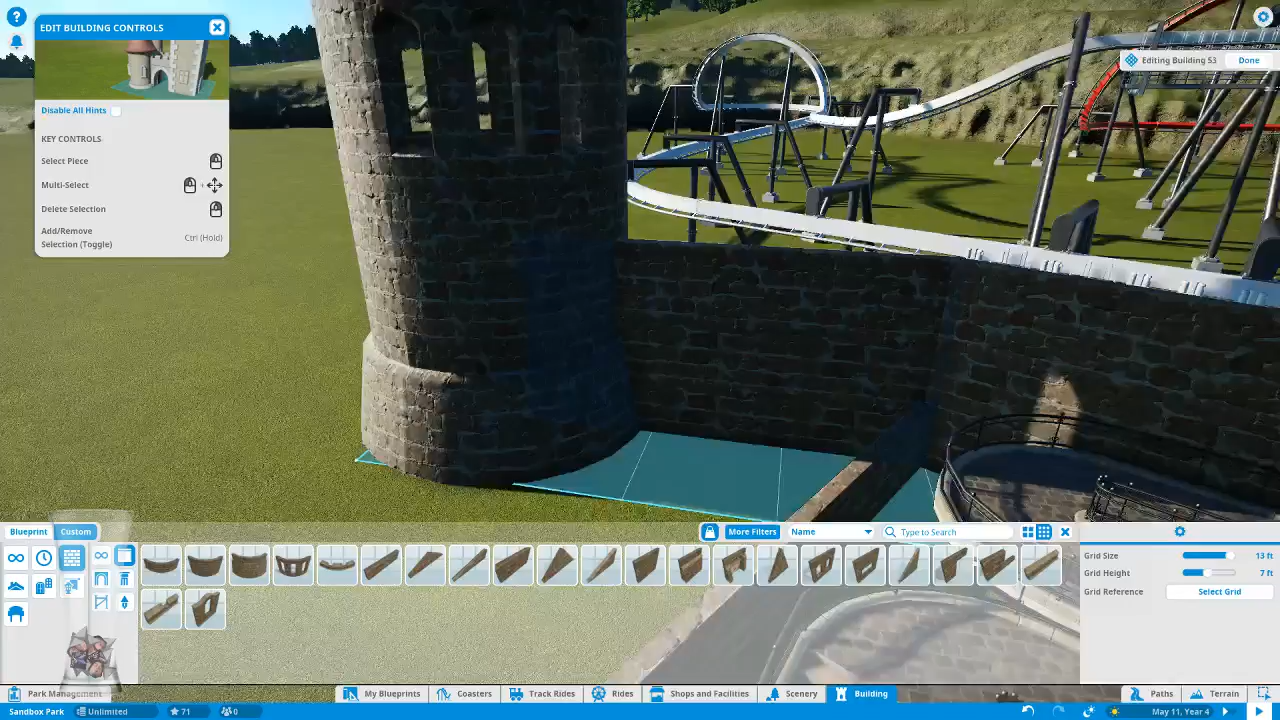 ?
EDIT BUILDING CONTROLS
Disable All Hints
KEY CONTROLS
Select Piece
Multi-Select
+
Delete Selection
Add/Remove
Selection (Toggle)
Ctrl (Hold)
Editing Building 53
Done
Blueprint
Custom
More Filters
Name
Type to Search
Grid Size
13 ft
Grid Height
7 ft
Grid Reference
Select Grid
Park Management
My Blueprints
Coasters
Track Rides
Rides
Shops and Facilities
Scenery
Building
Paths
Terrain
Sandbox Park
Unlimited
71
0
May 11, Year 4